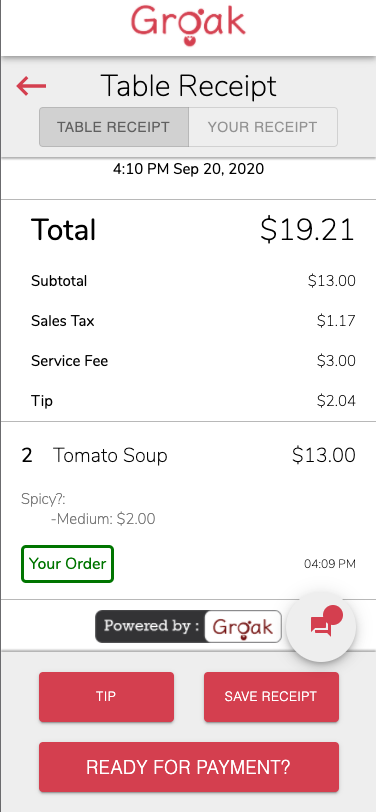 Groak
Table Receipt
TABLE RECEIPT YOUR RECEIPT
4:10 PM Sep 20, 2020
Total $19.21
Subtotal $13.00
Sales Tax $1.17
Service Fee $3.00
Tip $2.04
2 Tomato Soup $13.00
Spicy?:
-Medium: $2.00
Your Order 04:09 PM
Powered by : Groak
TIP SAVE RECEIPT
READY FOR PAYMENT?